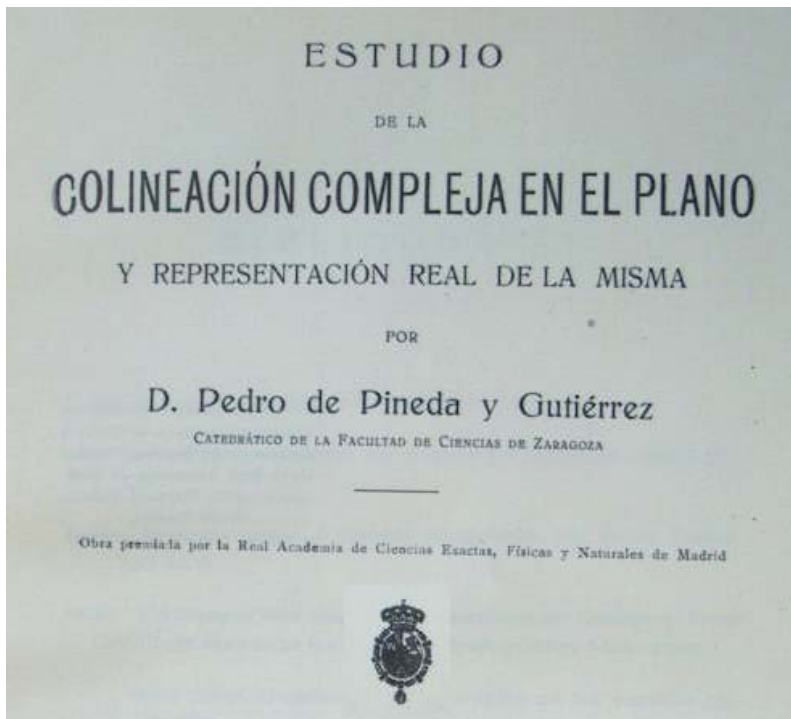 ESTUDIO
DE LA
COLINEACIÓN COMPLEJA EN EL PLANO
Y REPRESENTACIÓN REAL DE LA MISMA
POR
D. Pedro de Pineda y Gutiérrez
CATEDRÁTICO DE LA FACULTAD DE CIENCIAS DE ZARAGOZA
Obra premiada por la Real Academia de Ciencias Exactas, Físicas y Naturales de Madrid